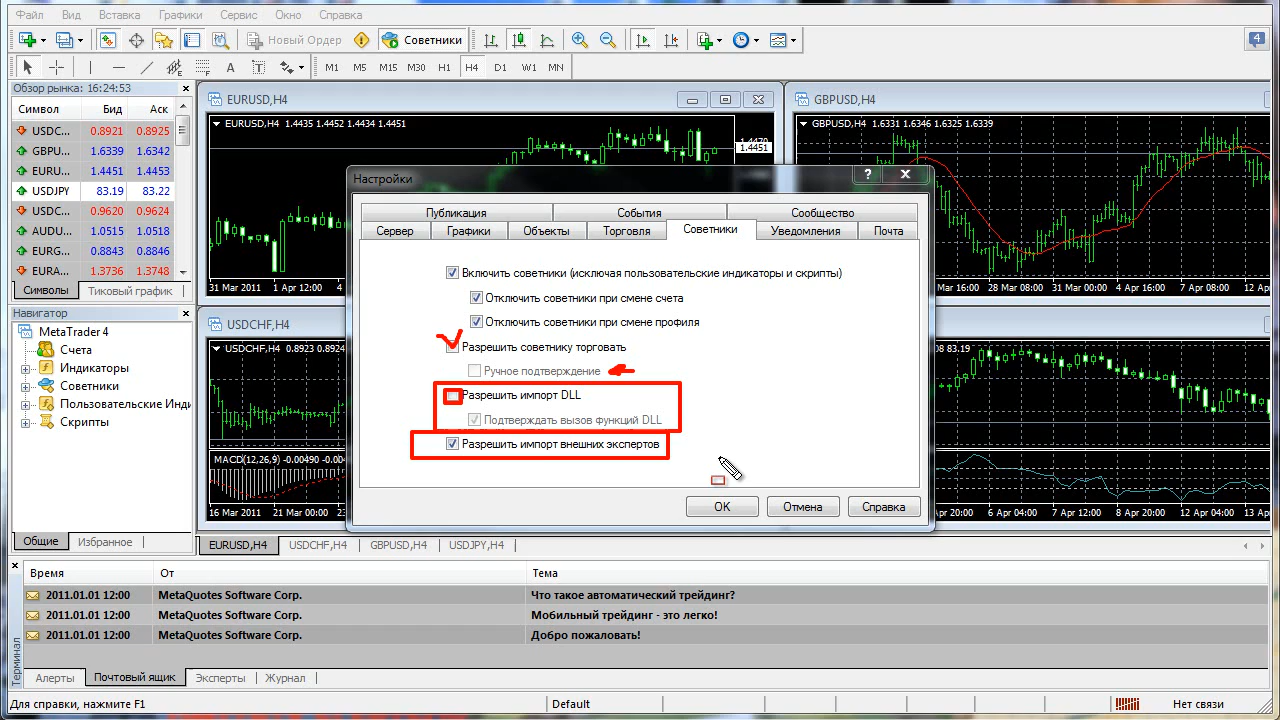 Файл Вид Вставка Графики Сервис Окно Справка
Новый Ордер Советники 4
A T M1 M5 M15 M30 H1 H4 D1 W1 MN
Обзор рынка: 16:24:53
Символ Бид Аск
USDC... 0.8921 0.8925
GBPU... 1.6339 1.6342
EURU... 1.4451 1.4453
USDJPY 83.19 83.22
USDC... 0.9620 0.9624
AUDU... 1.0515 1.0518
EURG... 0.8843 0.8846
EURA... 1.3736 1.3748
Символы Тиковый график
Навигатор
MetaTrader 4
Счета
Индикаторы
Советники
Пользовательские Инди
Скрипты
Общие Избранное
EURUSD,H4
EURUSD,H4 1.4435 1.4452 1.4434 1.4451
1.4470
1.4451
31 Mar 2011 1 Apr 12:00 4
GBPUSD,H4
GBPUSD,H4 1.6331 1.6346 1.6325 1.6339
Mar 16:00 28 Mar 08:00 31 Mar 00:00 4 Apr 16:00 7 Apr 08:00 12 Apr
USDCHF,H4
USDCHF,H4 0.8923 0.8934
MACD(12,26,9) -0.00490 -0.004
16 Mar 2011 21 Mar 00:00
08 83.19
Apr 20:00 6 Apr 04:00 7 Apr 12:00 8 Apr 20:00 12 Apr 04:00 13 Ap
Настройки
Публикация События Сообщество
Сервер Графики Объекты Торговля Советники Уведомления Почта
Включить советники (исключая пользовательские индикаторы и скрипты)
Отключить советники при смене счета
Отключить советники при смене профиля
Разрешить советнику торговать
Ручное подтверждение
Разрешить импорт DLL
Подтверждать вызов функций DLL
Разрешить импорт внешних экспертов
OK Отмена Справка
EURUSD,H4 USDCHF,H4 GBPUSD,H4 USDJPY,H4
Время От Тема
2011.01.01 12:00 MetaQuotes Software Corp. Что такое автоматический трейдинг?
2011.01.01 12:00 MetaQuotes Software Corp. Мобильный трейдинг - это легко!
2011.01.01 12:00 MetaQuotes Software Corp. Добро пожаловать!
Терминал
Алерты Почтовый ящик Эксперты Журнал
Для справки, нажмите F1 Default Нет связи